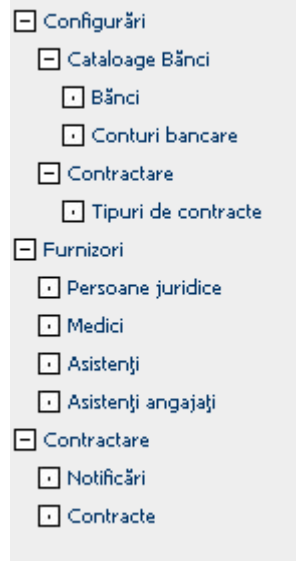 Configurări
Cataloage Bănci
Bănci
Conturi bancare
Contractare
Tipuri de contracte
Furnizori
Persoane juridice
Medici
Asistenţi
Asistenţi angajaţi
Contractare
Notificări
Contracte